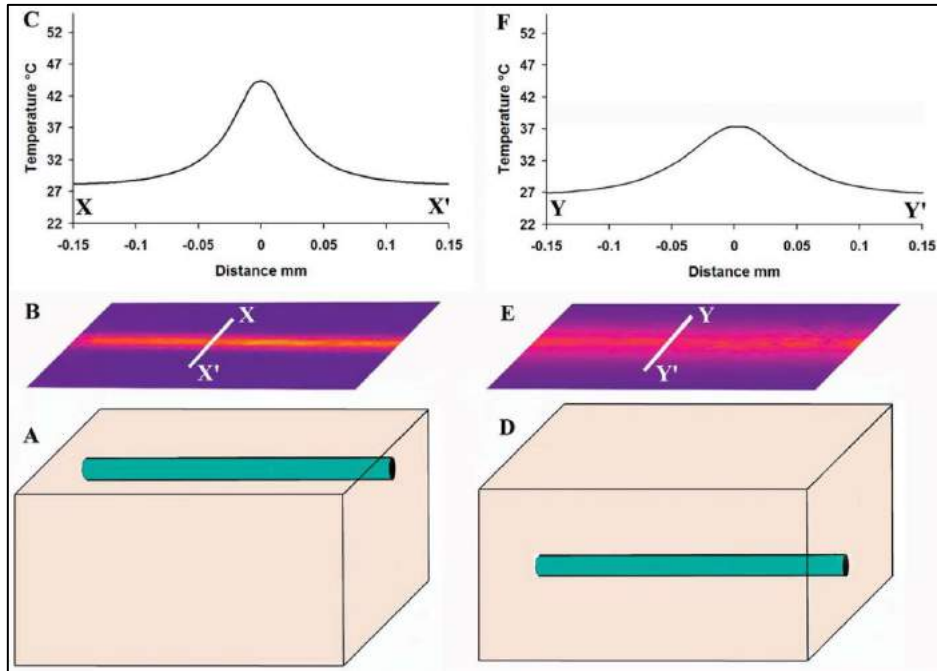 C
52
47
42
37
32
27
22
Temperature °C
X
X'
-0.15
-0.1
-0.05
0
0.05
0.1
0.15
Distance mm
F
52
47
42
37
32
27
22
Temperature °C
Y
Y'
-0.15
-0.1
-0.05
0
0.05
0.1
0.15
Distance mm
B
X
X'
E
Y
Y'
A
D